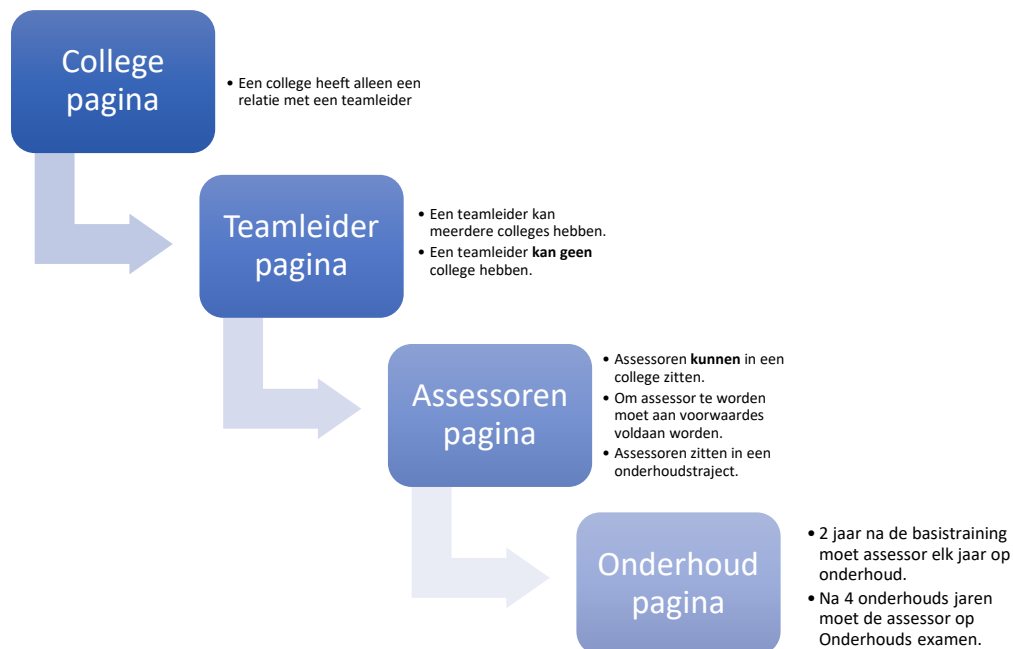 College
pagina
• Een college heeft alleen een
relatie met een teamleider
Teamleider
pagina
• Een teamleider kan
meerdere colleges hebben.
• Een teamleider kan geen
college hebben.
Assessoren
pagina
• Assessoren kunnen in een
college zitten.
• Om assessor te worden
moet aan voorwaardes
voldaan worden.
• Assessoren zitten in een
onderhoudstraject.
Onderhoud
pagina
• 2 jaar na de basistraining
moet assessor elk jaar op
onderhoud.
• Na 4 onderhouds jaren
moet de assessor op
Onderhouds examen.